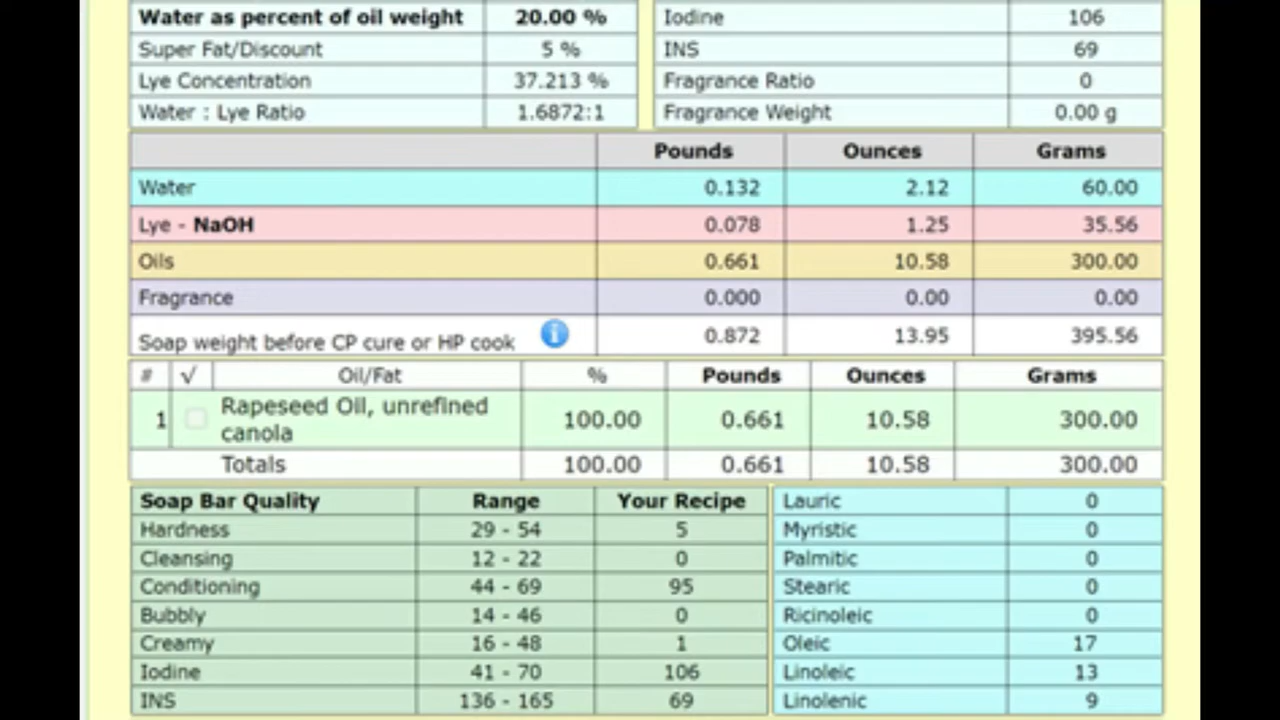 Water as percent of oil weight 20.00 % Iodine 106
Super Fat/Discount 5 % INS 69
Lye Concentration 37.213 % Fragrance Ratio 0
Water : Lye Ratio 1.6872:1 Fragrance Weight 0.00 g
Pounds Ounces Grams
Water 0.132 2.12 60.00
Lye - NaOH 0.078 1.25 35.56
Oils 0.661 10.58 300.00
Fragrance 0.000 0.00 0.00
Soap weight before CP cure or HP cook i 0.872 13.95 395.56
# √ Oil/Fat % Pounds Ounces Grams
1 Rapeseed Oil, unrefined canola 100.00 0.661 10.58 300.00
Totals 100.00 0.661 10.58 300.00
Soap Bar Quality Range Your Recipe Lauric 0
Hardness 29 - 54 5 Myristic 0
Cleansing 12 - 22 0 Palmitic 0
Conditioning 44 - 69 95 Stearic 0
Bubbly 14 - 46 0 Ricinoleic 0
Creamy 16 - 48 1 Oleic 17
Iodine 41 - 70 106 Linoleic 13
INS 136 - 165 69 Linolenic 9